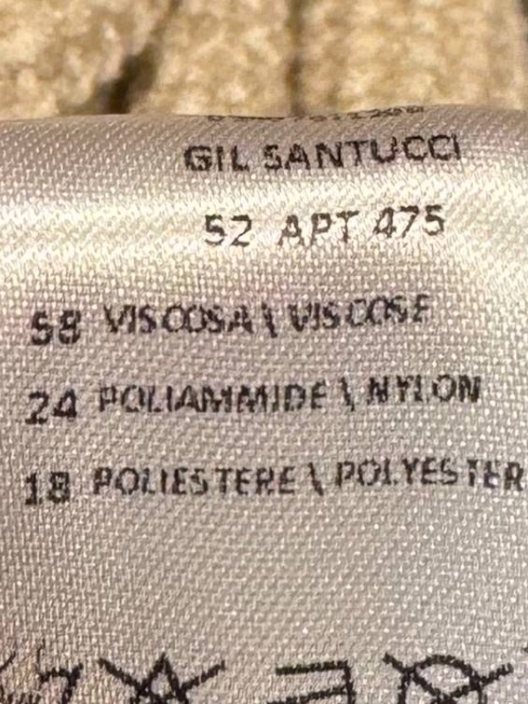 GIL SANTUCCI
52 APT 475
58 VISCOSA \ VISCOSE
24 POLIAMMIDE \ NYLON
18 POLIESTERE \ POLYESTER